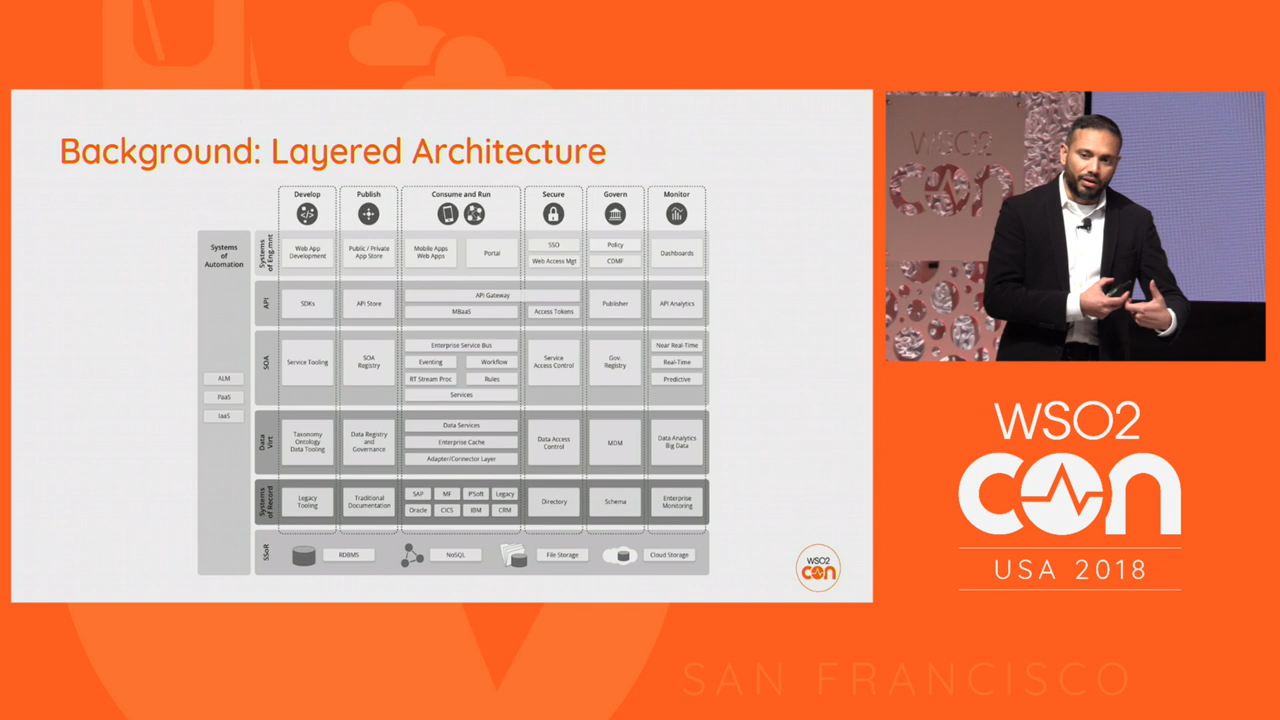 Background: Layered Architecture
Develop
Publish
Consume and Run
Secure
Govern
Monitor
Systems
of
Automation
ALM
PaaS
IaaS
Systems
of Eng.mnt
Web App
Development
Public / Private
App Store
Mobile Apps
Web Apps
Portal
SSO
Web Access Mgt
Policy
CDMF
Dashboards
API
SDKs
API Store
API Gateway
MBaaS
Access Tokens
Publisher
API Analytics
SOA
Service Tooling
SOA
Registry
Enterprise Service Bus
Eventing
Workflow
RT Stream Proc
Rules
Services
Service
Access Control
Gov.
Registry
Near Real-Time
Real-Time
Predictive
Data
Virt
Taxonomy
Ontology
Data Tooling
Data Registry
and
Governance
Data Services
Enterprise Cache
Adapter/Connector Layer
Data Access
Control
MDM
Data Analytics
Big Data
Systems
of Record
Legacy
Tooling
Traditional
Documentation
SAP
MF
P'Soft
Legacy
Oracle
CICS
IBM
CRM
Directory
Schema
Enterprise
Monitoring
SSoR
RDBMS
NoSQL
File Storage
Cloud Storage
WSO2
CON
WSO2
CON
WSO2
CON
USA 2018
SAN FRANCISCO